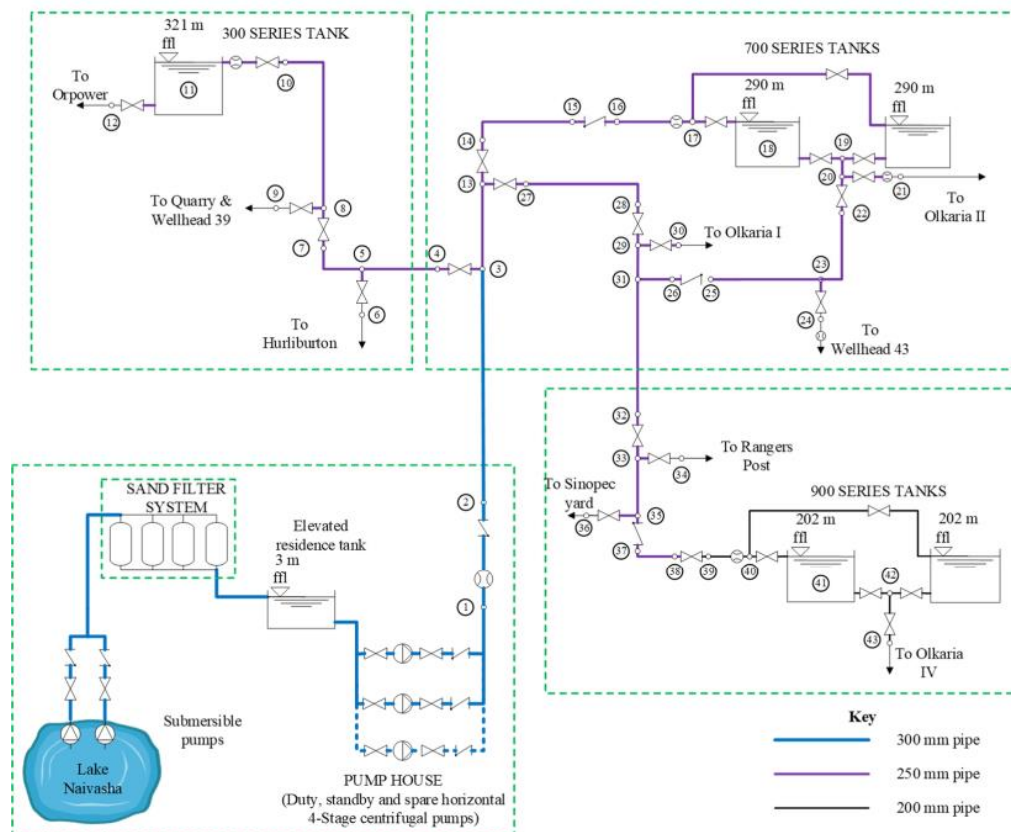 321 m
ffl
300 SERIES TANK
10
11
To
Orpower
12
To Quarry &
Wellhead 39
9
8
7
5
4
3
6
To
Hurliburton
700 SERIES TANKS
290 m
ffl
290 m
ffl
15
16
17
18
14
13
27
19
20
21
To
Olkaria II
22
28
29
30
To Olkaria I
31
26
25
23
24
To
Wellhead 43
32
33
34
To Rangers
Post
To Sinopec
yard
36
35
37
38
39
40
900 SERIES TANKS
202 m
ffl
202 m
ffl
41
42
43
To Olkaria
IV
SAND FILTER
SYSTEM
Elevated
residence tank
3 m
ffl
2
1
Submersible
pumps
Lake
Naivasha
PUMP HOUSE
(Duty, standby and spare horizontal
4-Stage centrifugal pumps)
Key
300 mm pipe
250 mm pipe
200 mm pipe